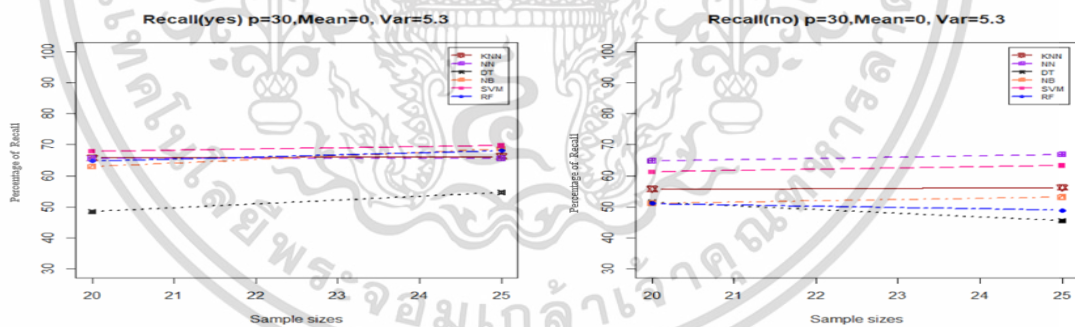 Recall(yes) p=30,Mean=0, Var=5.3
100
90
80
70
60
50
40
30
Percentage of Recall
KNN
NN
DT
NB
SVM
RF
20 21 22 23 24 25
Sample sizes
Recall(no) p=30,Mean=0, Var=5.3
100
90
80
70
60
50
40
30
Percentage of Recall
KNN
NN
DT
NB
SVM
RF
20 21 22 23 24 25
Sample sizes